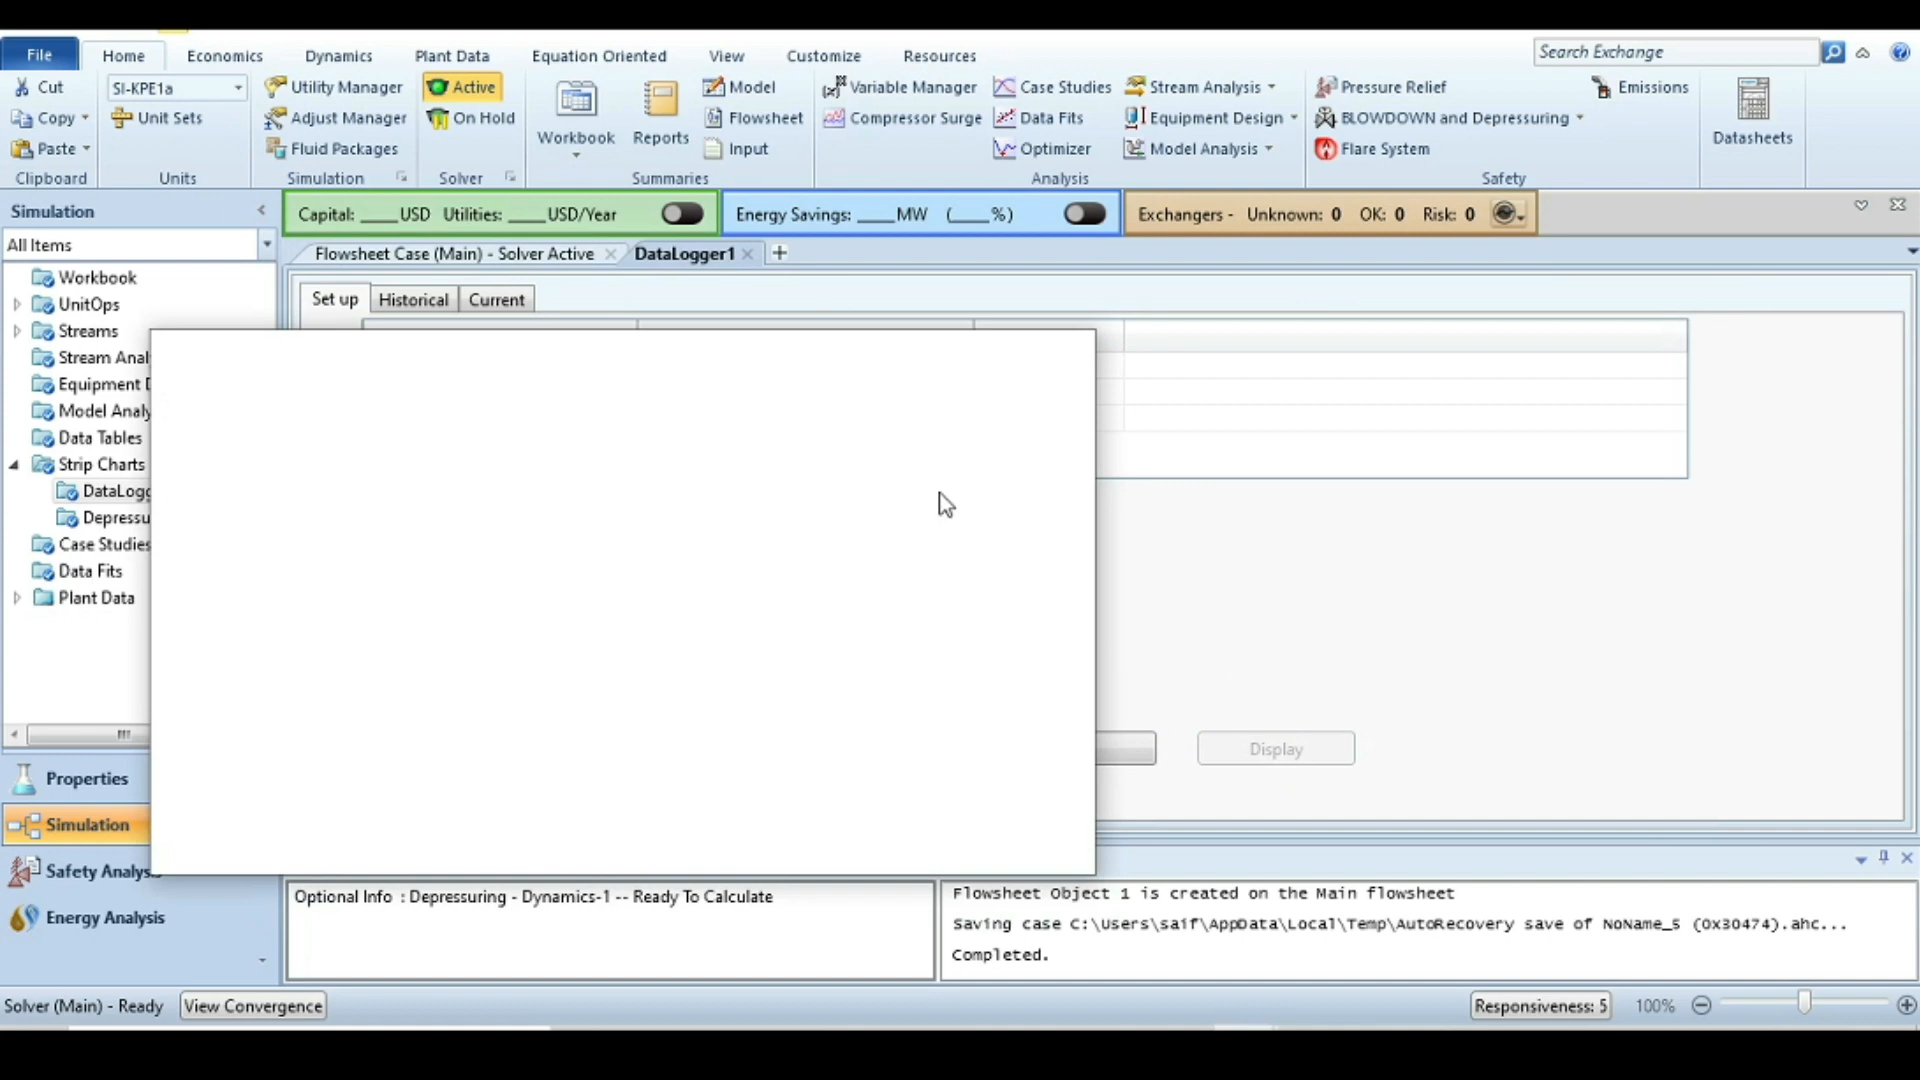 File Home Economics Dynamics Plant Data Equation Oriented View Customize Resources Search Exchange
Cut SI-KPE1a Utility Manager Active Model Variable Manager Case Studies Stream Analysis Pressure Relief Emissions
Copy Unit Sets Adjust Manager On Hold Workbook Reports Flowsheet Compressor Surge Data Fits Equipment Design BLOWDOWN and Depressuring Datasheets
Paste Fluid Packages Input Optimizer Model Analysis Flare System
Clipboard Units Simulation Solver Summaries Analysis Safety
Simulation Capital: ____USD Utilities: ____USD/Year Energy Savings: ____MW (____%) Exchangers - Unknown: 0 OK: 0 Risk: 0
All Items Flowsheet Case (Main) - Solver Active DataLogger1
Workbook
Set up Historical Current
UnitOps
Streams
Stream Anal
Equipment D
Model Analy
Data Tables
Strip Charts
DataLogg
Depressu
Case Studies
Data Fits
Plant Data
Display
Properties
Simulation
Safety Analys
Energy Analysis
Optional Info : Depressuring - Dynamics-1 -- Ready To Calculate
Flowsheet Object 1 is created on the Main flowsheet
Saving case C:\Users\saif\AppData\Local\Temp\AutoRecovery save of NoName_5 (0x30474).ahc...
Completed.
Solver (Main) - Ready View Convergence Responsiveness: 5 100%